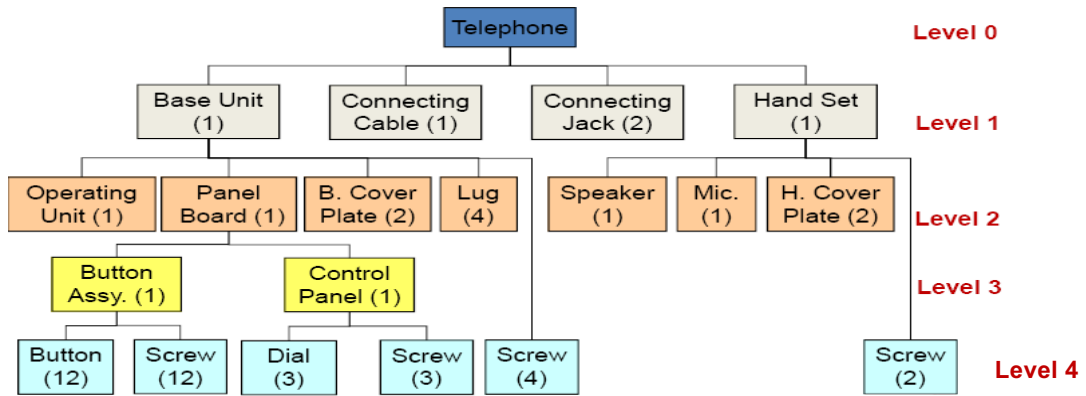 Telephone
Level 0
Base Unit
(1)
Connecting
Cable (1)
Connecting
Jack (2)
Hand Set
(1)
Level 1
Operating
Unit (1)
Panel
Board (1)
B. Cover
Plate (2)
Lug
(4)
Speaker
(1)
Mic.
(1)
H. Cover
Plate (2)
Level 2
Button
Assy. (1)
Control
Panel (1)
Level 3
Button
(12)
Screw
(12)
Dial
(3)
Screw
(3)
Screw
(4)
Screw
(2)
Level 4